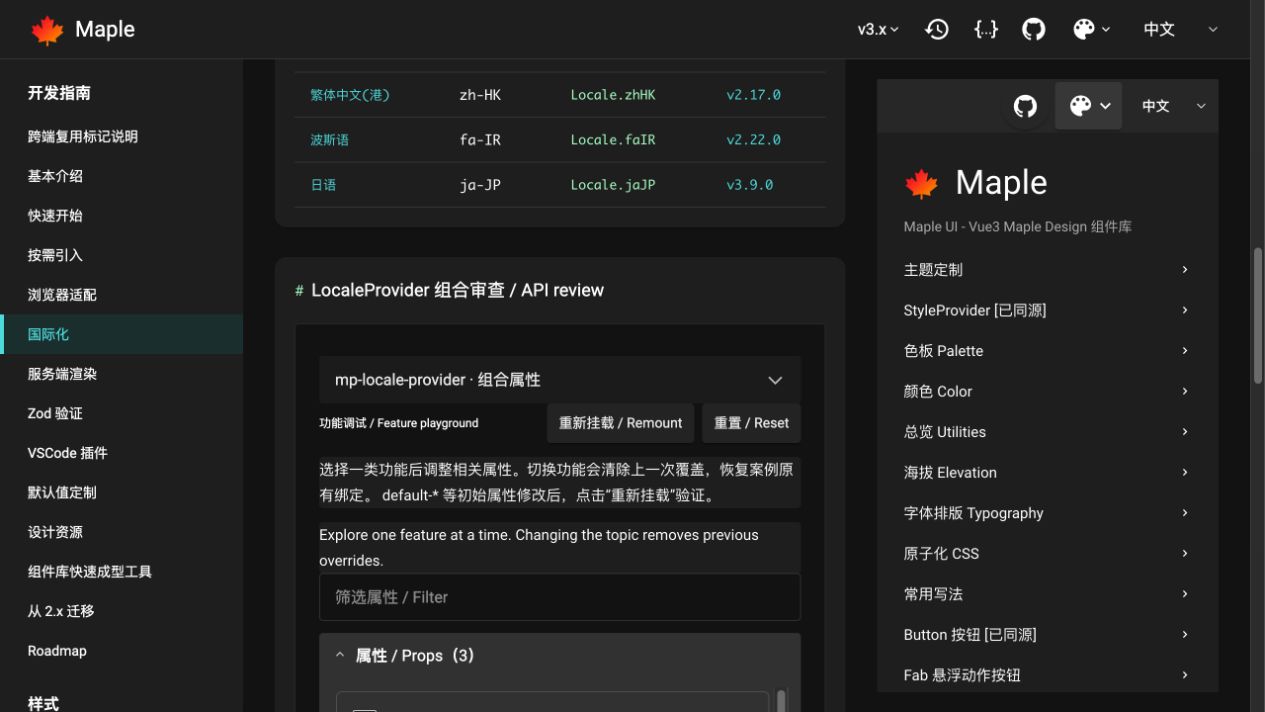 Maple
v3.x
中文
开发指南
跨端复用标记说明
基本介绍
快速开始
按需引入
浏览器适配
国际化
服务端渲染
Zod 验证
VSCode 插件
默认值定制
设计资源
组件库快速成型工具
从 2.x 迁移
Roadmap
样式
繁体中文(港) zh-HK Locale.zhHK v2.17.0
波斯语 fa-IR Locale.faIR v2.22.0
日语 ja-JP Locale.jaJP v3.9.0
# LocaleProvider 组合审查 / API review
mp-locale-provider · 组合属性
功能调试 / Feature playground
重新挂载 / Remount
重置 / Reset
选择一类功能后调整相关属性。切换功能会清除上一次覆盖，恢复案例原
有绑定。 default-* 等初始属性修改后，点击“重新挂载”验证。
Explore one feature at a time. Changing the topic removes previous
overrides.
筛选属性 / Filter
属性 / Props（3）
中文
Maple
Maple UI - Vue3 Maple Design 组件库
主题定制
StyleProvider [已同源]
色板 Palette
颜色 Color
总览 Utilities
海拔 Elevation
字体排版 Typography
原子化 CSS
常用写法
Button 按钮 [已同源]
Fab 悬浮动作按钮